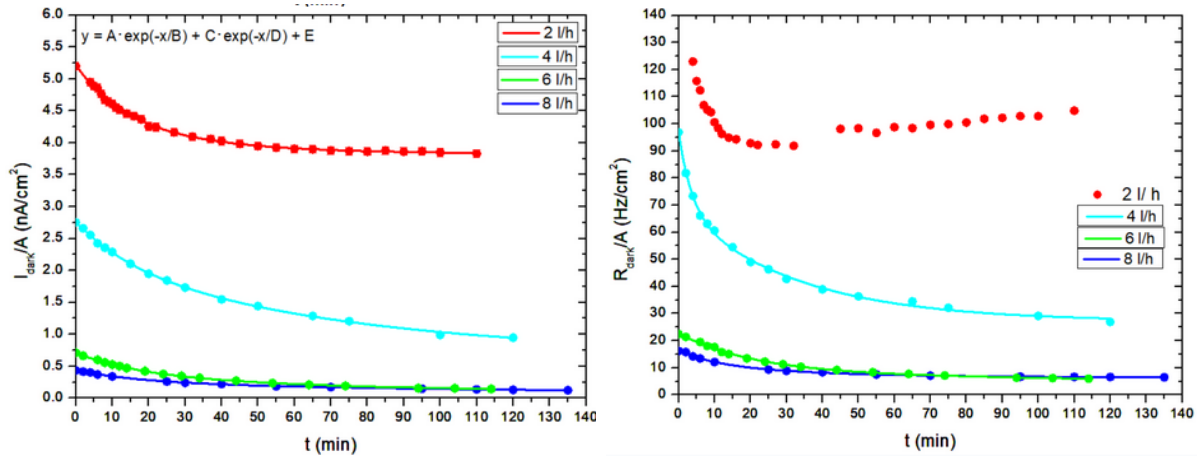 y = A·exp(-x/B) + C·exp(-x/D) + E
2 l/h
4 l/h
6 l/h
8 l/h
6.0
5.5
5.0
4.5
4.0
3.5
3.0
2.5
2.0
1.5
1.0
0.5
0.0
I_dark/A (nA/cm²)
0 10 20 30 40 50 60 70 80 90 100 110 120 130 140
t (min)
140
130
120
110
100
90
80
70
60
50
40
30
20
10
0
R_dark/A (Hz/cm²)
2 l/ h
4 l/h
6 l/h
8 l/h
0 10 20 30 40 50 60 70 80 90 100 110 120 130 140
t (min)